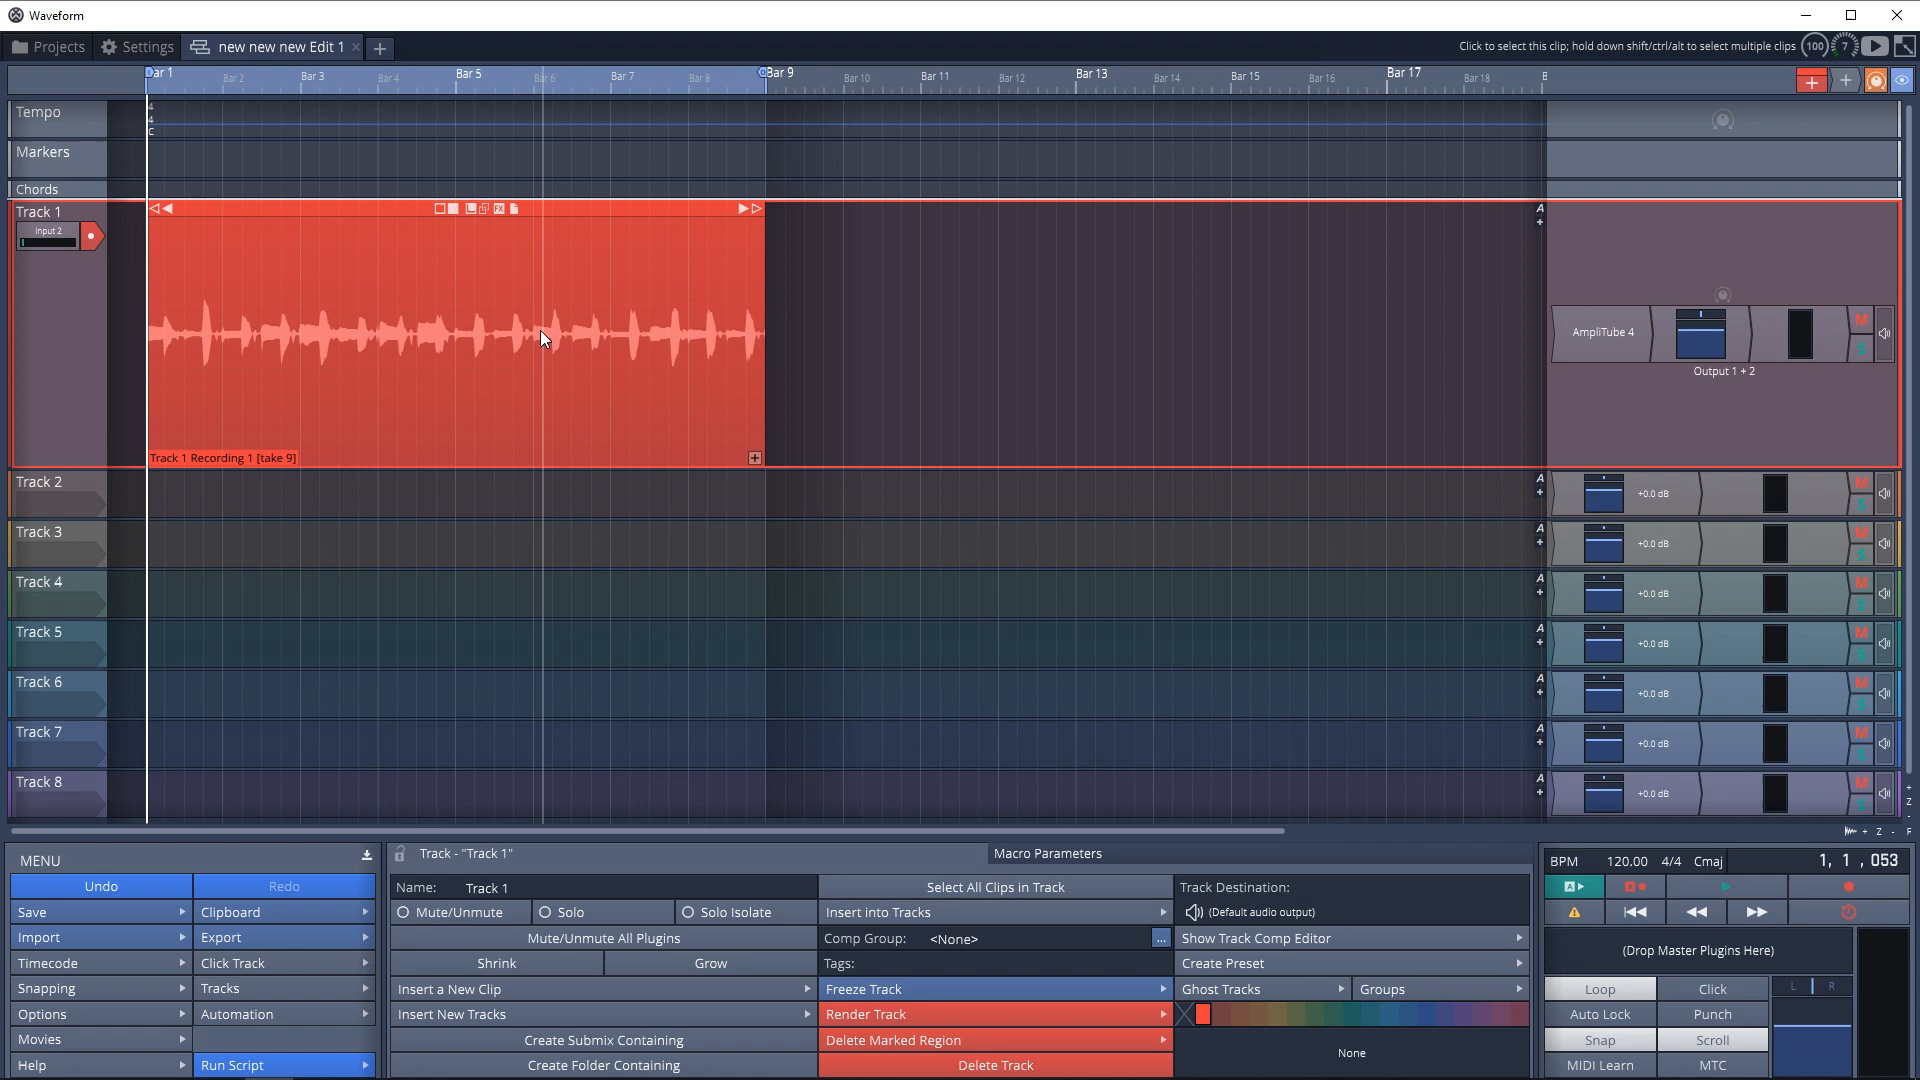 Waveform
Projects
Settings
new new new Edit 1
Click to select this clip; hold down shift/ctrl/alt to select multiple clips
100
7
Bar 1
Bar 2
Bar 3
Bar 4
Bar 5
Bar 6
Bar 7
Bar 8
Bar 9
Bar 10
Bar 11
Bar 12
Bar 13
Bar 14
Bar 15
Bar 16
Bar 17
Bar 18
Tempo
4
4
C
Markers
Chords
Track 1
FX
A
Input 2
AmpliTube 4
M
S
Output 1 + 2
Track 1 Recording 1 [take 9]
Track 2
A
+0.0 dB
M
S
Track 3
A
+0.0 dB
M
S
Track 4
A
+0.0 dB
M
S
Track 5
A
+0.0 dB
M
S
Track 6
A
+0.0 dB
M
S
Track 7
A
+0.0 dB
M
S
Track 8
A
+0.0 dB
M
S
+ Z - F
MENU
Undo
Redo
Save
Clipboard
Import
Export
Timecode
Click Track
Snapping
Tracks
Options
Automation
Movies
Help
Run Script
Track - "Track 1"
Macro Parameters
Name: Track 1
Select All Clips in Track
Track Destination:
Mute/Unmute
Solo
Solo Isolate
Insert into Tracks
(Default audio output)
Mute/Unmute All Plugins
Comp Group: <None>
...
Show Track Comp Editor
Shrink
Grow
Tags:
Create Preset
Insert a New Clip
Freeze Track
Ghost Tracks
Groups
Insert New Tracks
Render Track
Create Submix Containing
Delete Marked Region
Create Folder Containing
Delete Track
None
BPM 120.00 4/4 Cmaj 1, 1 , 053
A
A
(Drop Master Plugins Here)
Loop
Click
L
R
Auto Lock
Punch
Snap
Scroll
MIDI Learn
MTC